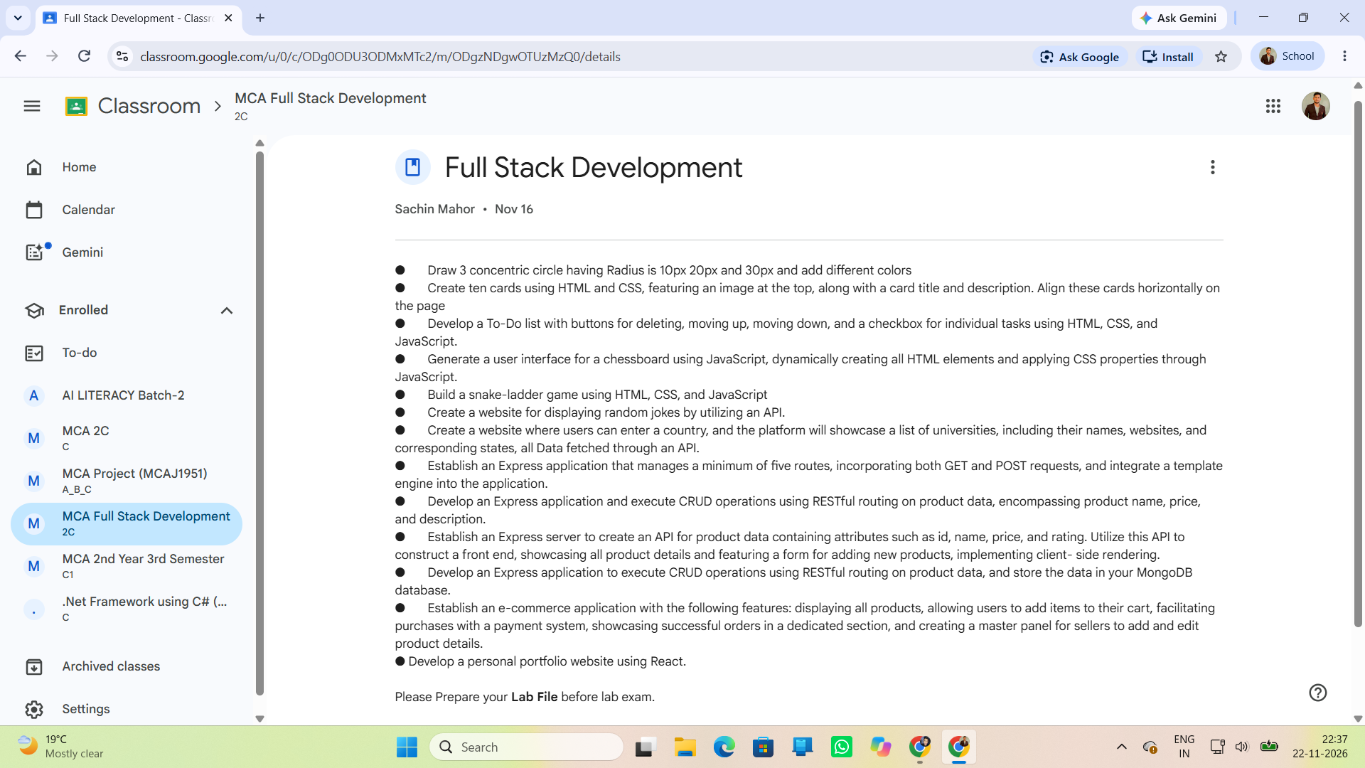 Full Stack Development - Classr
Ask Gemini
classroom.google.com/u/0/c/ODg0ODU3ODMxMTc2/m/ODgzNDgwOTUzMzQ0/details
Ask Google
Install
School
Classroom
MCA Full Stack Development
2C
Home
Calendar
Gemini
Enrolled
To-do
A
AI LITERACY Batch-2
M
MCA 2C
C
M
MCA Project (MCAJ1951)
A_B_C
M
MCA Full Stack Development
2C
M
MCA 2nd Year 3rd Semester
C1
.
.Net Framework using C# (...
C
Archived classes
Settings
Full Stack Development
Sachin Mahor • Nov 16
● Draw 3 concentric circle having Radius is 10px 20px and 30px and add different colors
● Create ten cards using HTML and CSS, featuring an image at the top, along with a card title and description. Align these cards horizontally on
the page
● Develop a To-Do list with buttons for deleting, moving up, moving down, and a checkbox for individual tasks using HTML, CSS, and
JavaScript.
● Generate a user interface for a chessboard using JavaScript, dynamically creating all HTML elements and applying CSS properties through
JavaScript.
● Build a snake-ladder game using HTML, CSS, and JavaScript
● Create a website for displaying random jokes by utilizing an API.
● Create a website where users can enter a country, and the platform will showcase a list of universities, including their names, websites, and
corresponding states, all Data fetched through an API.
● Establish an Express application that manages a minimum of five routes, incorporating both GET and POST requests, and integrate a template
engine into the application.
● Develop an Express application and execute CRUD operations using RESTful routing on product data, encompassing product name, price,
and description.
● Establish an Express server to create an API for product data containing attributes such as id, name, price, and rating. Utilize this API to
construct a front end, showcasing all product details and featuring a form for adding new products, implementing client- side rendering.
● Develop an Express application to execute CRUD operations using RESTful routing on product data, and store the data in your MongoDB
database.
● Establish an e-commerce application with the following features: displaying all products, allowing users to add items to their cart, facilitating
purchases with a payment system, showcasing successful orders in a dedicated section, and creating a master panel for sellers to add and edit
product details.
● Develop a personal portfolio website using React.
Please Prepare your Lab File before lab exam.
19°C
Mostly clear
Search
ENG
IN
22:37
22-11-2026